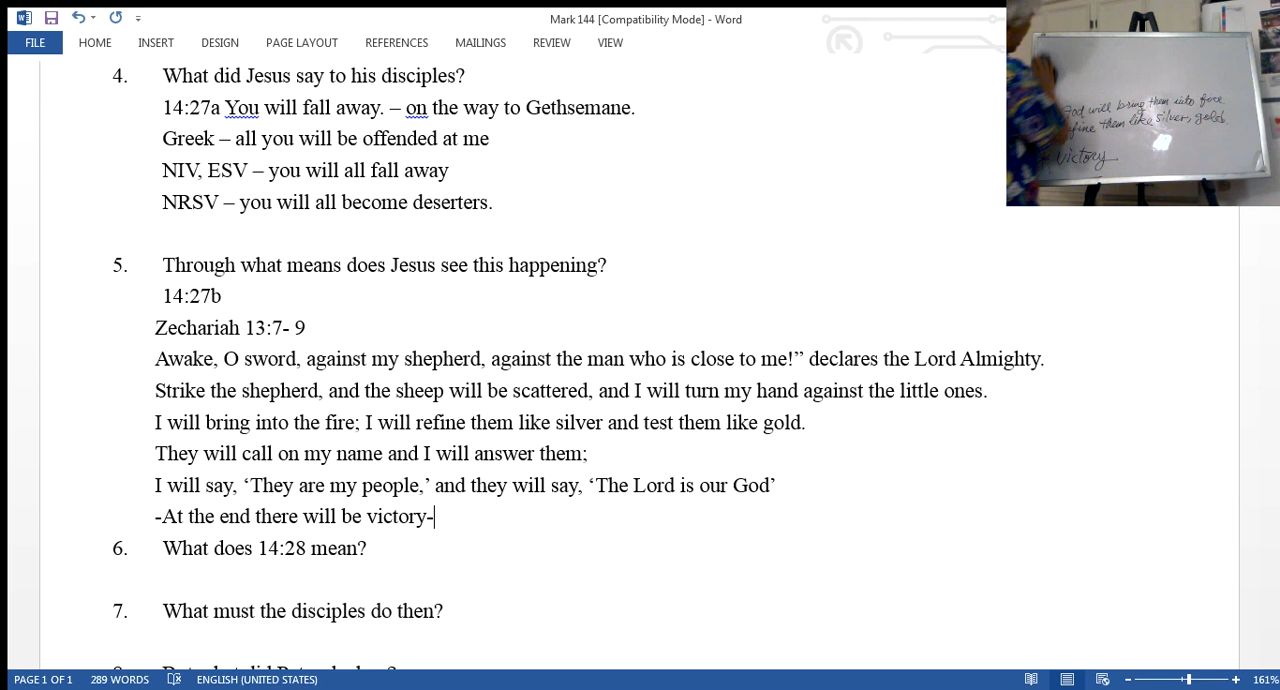 Mark 144 [Compatibility Mode] - Word
FILE HOME INSERT DESIGN PAGE LAYOUT REFERENCES MAILINGS REVIEW VIEW
4. What did Jesus say to his disciples?
14:27a You will fall away. – on the way to Gethsemane.
Greek – all you will be offended at me
NIV, ESV – you will all fall away
NRSV – you will all become deserters.
God will bring them into fire
fine them like silver, gold.
Victory
5. Through what means does Jesus see this happening?
14:27b
Zechariah 13:7- 9
Awake, O sword, against my shepherd, against the man who is close to me!” declares the Lord Almighty.
Strike the shepherd, and the sheep will be scattered, and I will turn my hand against the little ones.
I will bring into the fire; I will refine them like silver and test them like gold.
They will call on my name and I will answer them;
I will say, ‘They are my people,’ and they will say, ‘The Lord is our God’
-At the end there will be victory-
6. What does 14:28 mean?
7. What must the disciples do then?
PAGE 1 OF 1 289 WORDS ENGLISH (UNITED STATES) 161%